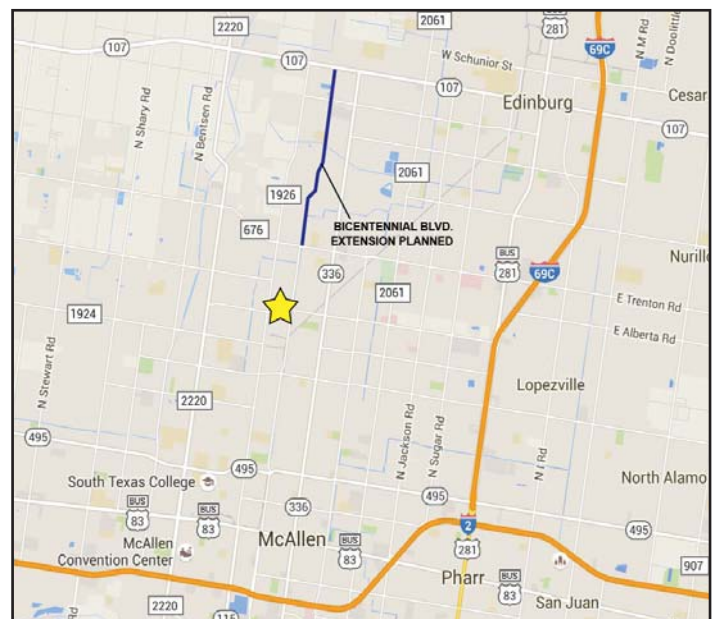 2220
2061
281
69C
N M Rd
N Doolittl
107
107
W Schunior St
N Shary Rd
N Bentsen Rd
107
Edinburg
Cesar
107
2061
1926
676
BICENTENNIAL BLVD.
EXTENSION PLANNED
336
BUS
281
69C
Nurillo
2061
E Trenton Rd
1924
E Alberta Rd
N Stewart Rd
Lopezville
2220
N Jackson Rd
N Sugar Rd
N I Rd
495
495
South Texas College
North Alamo
BUS
83
BUS
83
336
495
2
495
McAllen
Convention Center
McAllen
BUS
83
281
907
Pharr
BUS
83
San Juan
2220
115
Rd